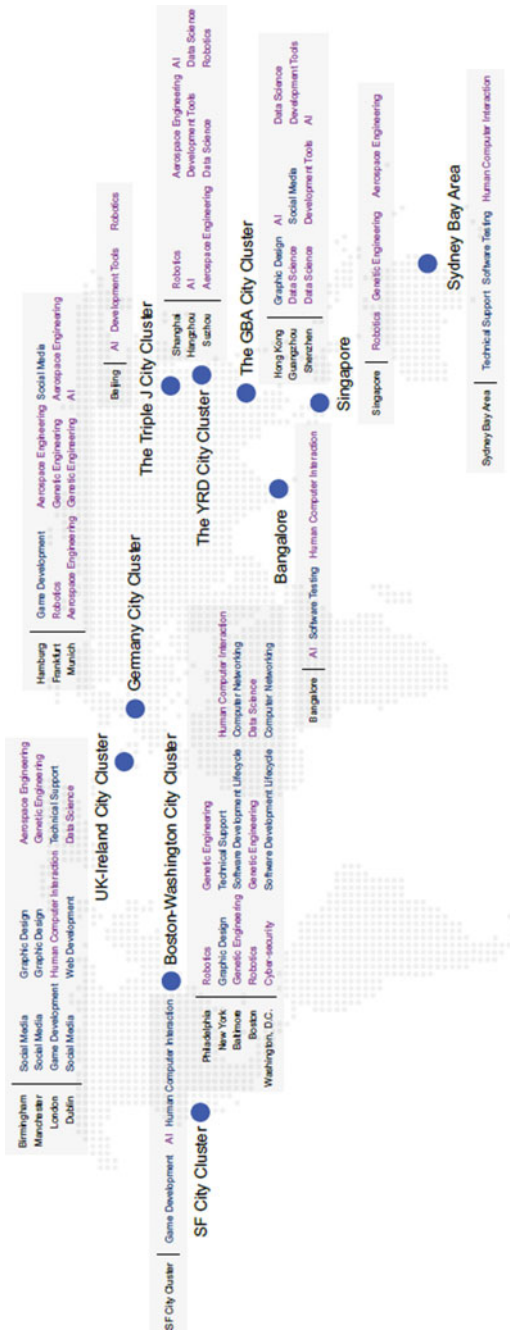 Birmingham Social Media Graphic Design Aerospace Engineering
Manchester Social Media Graphic Design Genetic Engineering
London Game Development Human Computer Interaction Technical Support
Dublin Social Media Web Development Data Science
UK-Ireland City Cluster
Hamburg Game Development Aerospace Engineering Social Media
Frankfurt Robotics Genetic Engineering Aerospace Engineering
Munich Aerospace Engineering Genetic Engineering AI
Germany City Cluster
Beijing AI Development Tools Robotics
The Triple J City Cluster
SF City Cluster Game Development AI Human Computer Interaction
SF City Cluster
Boston-Washington City Cluster
Philadelphia Robotics Genetic Engineering
New York Graphic Design Technical Support Human Computer Interaction
Baltimore Genetic Engineering Software Development Lifecycle Computer Networking
Boston Robotics Genetic Engineering Data Science
Washington, D.C. Cyber-security Software Development Lifecycle Computer Networking
Shanghai Robotics Aerospace Engineering AI
Hangzhou AI Development Tools Data Science
Suzhou Aerospace Engineering Data Science Robotics
The YRD City Cluster
The GBA City Cluster
Hong Kong Graphic Design AI Data Science
Guangzhou Data Science Social Media Development Tools
Shenzhen Data Science Development Tools AI
Bangalore
Bangalore AI Software Testing Human Computer Interaction
Singapore
Singapore Robotics Genetic Engineering Aerospace Engineering
Sydney Bay Area
Sydney Bay Area Technical Support Software Testing Human Computer Interaction